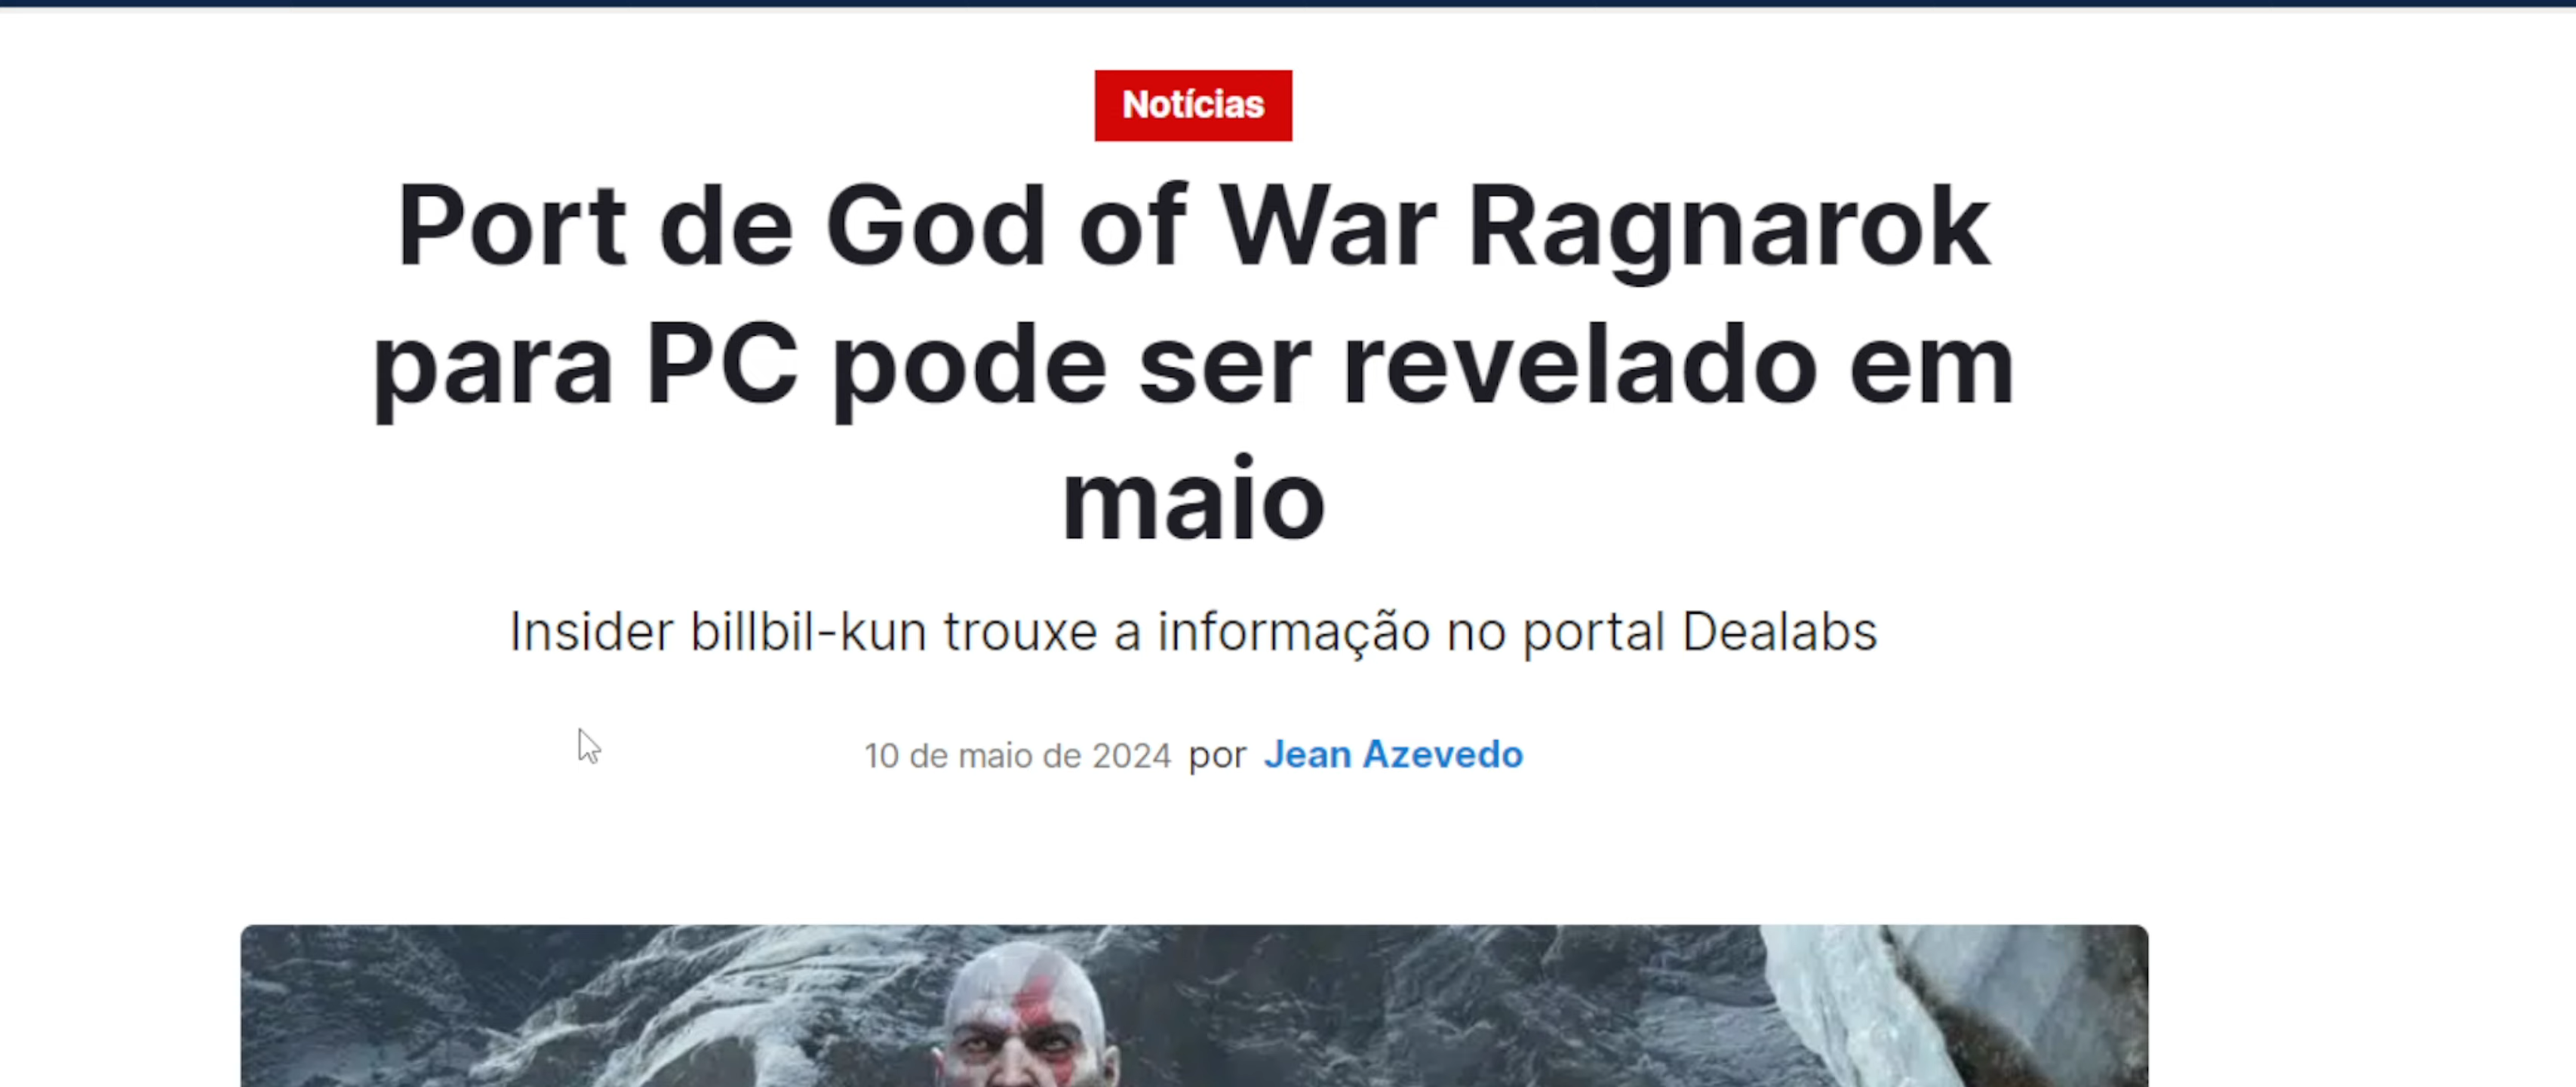 Notícias
Port de God of War Ragnarok
para PC pode ser revelado em
maio
Insider billbil-kun trouxe a informação no portal Dealabs
10 de maio de 2024 por Jean Azevedo